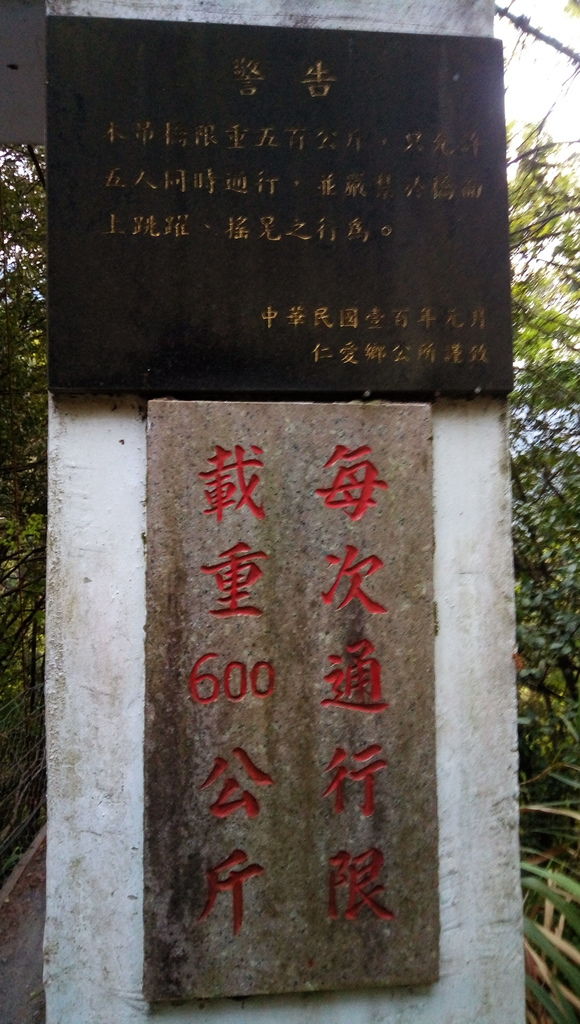 警告
本吊橋限重五百公斤，只允許
五人同時通行，並嚴禁於橋面
上跳躍、搖晃之行為。
中華民國壹百年元月
仁愛鄉公所謹致
每次通行限
載重600公斤